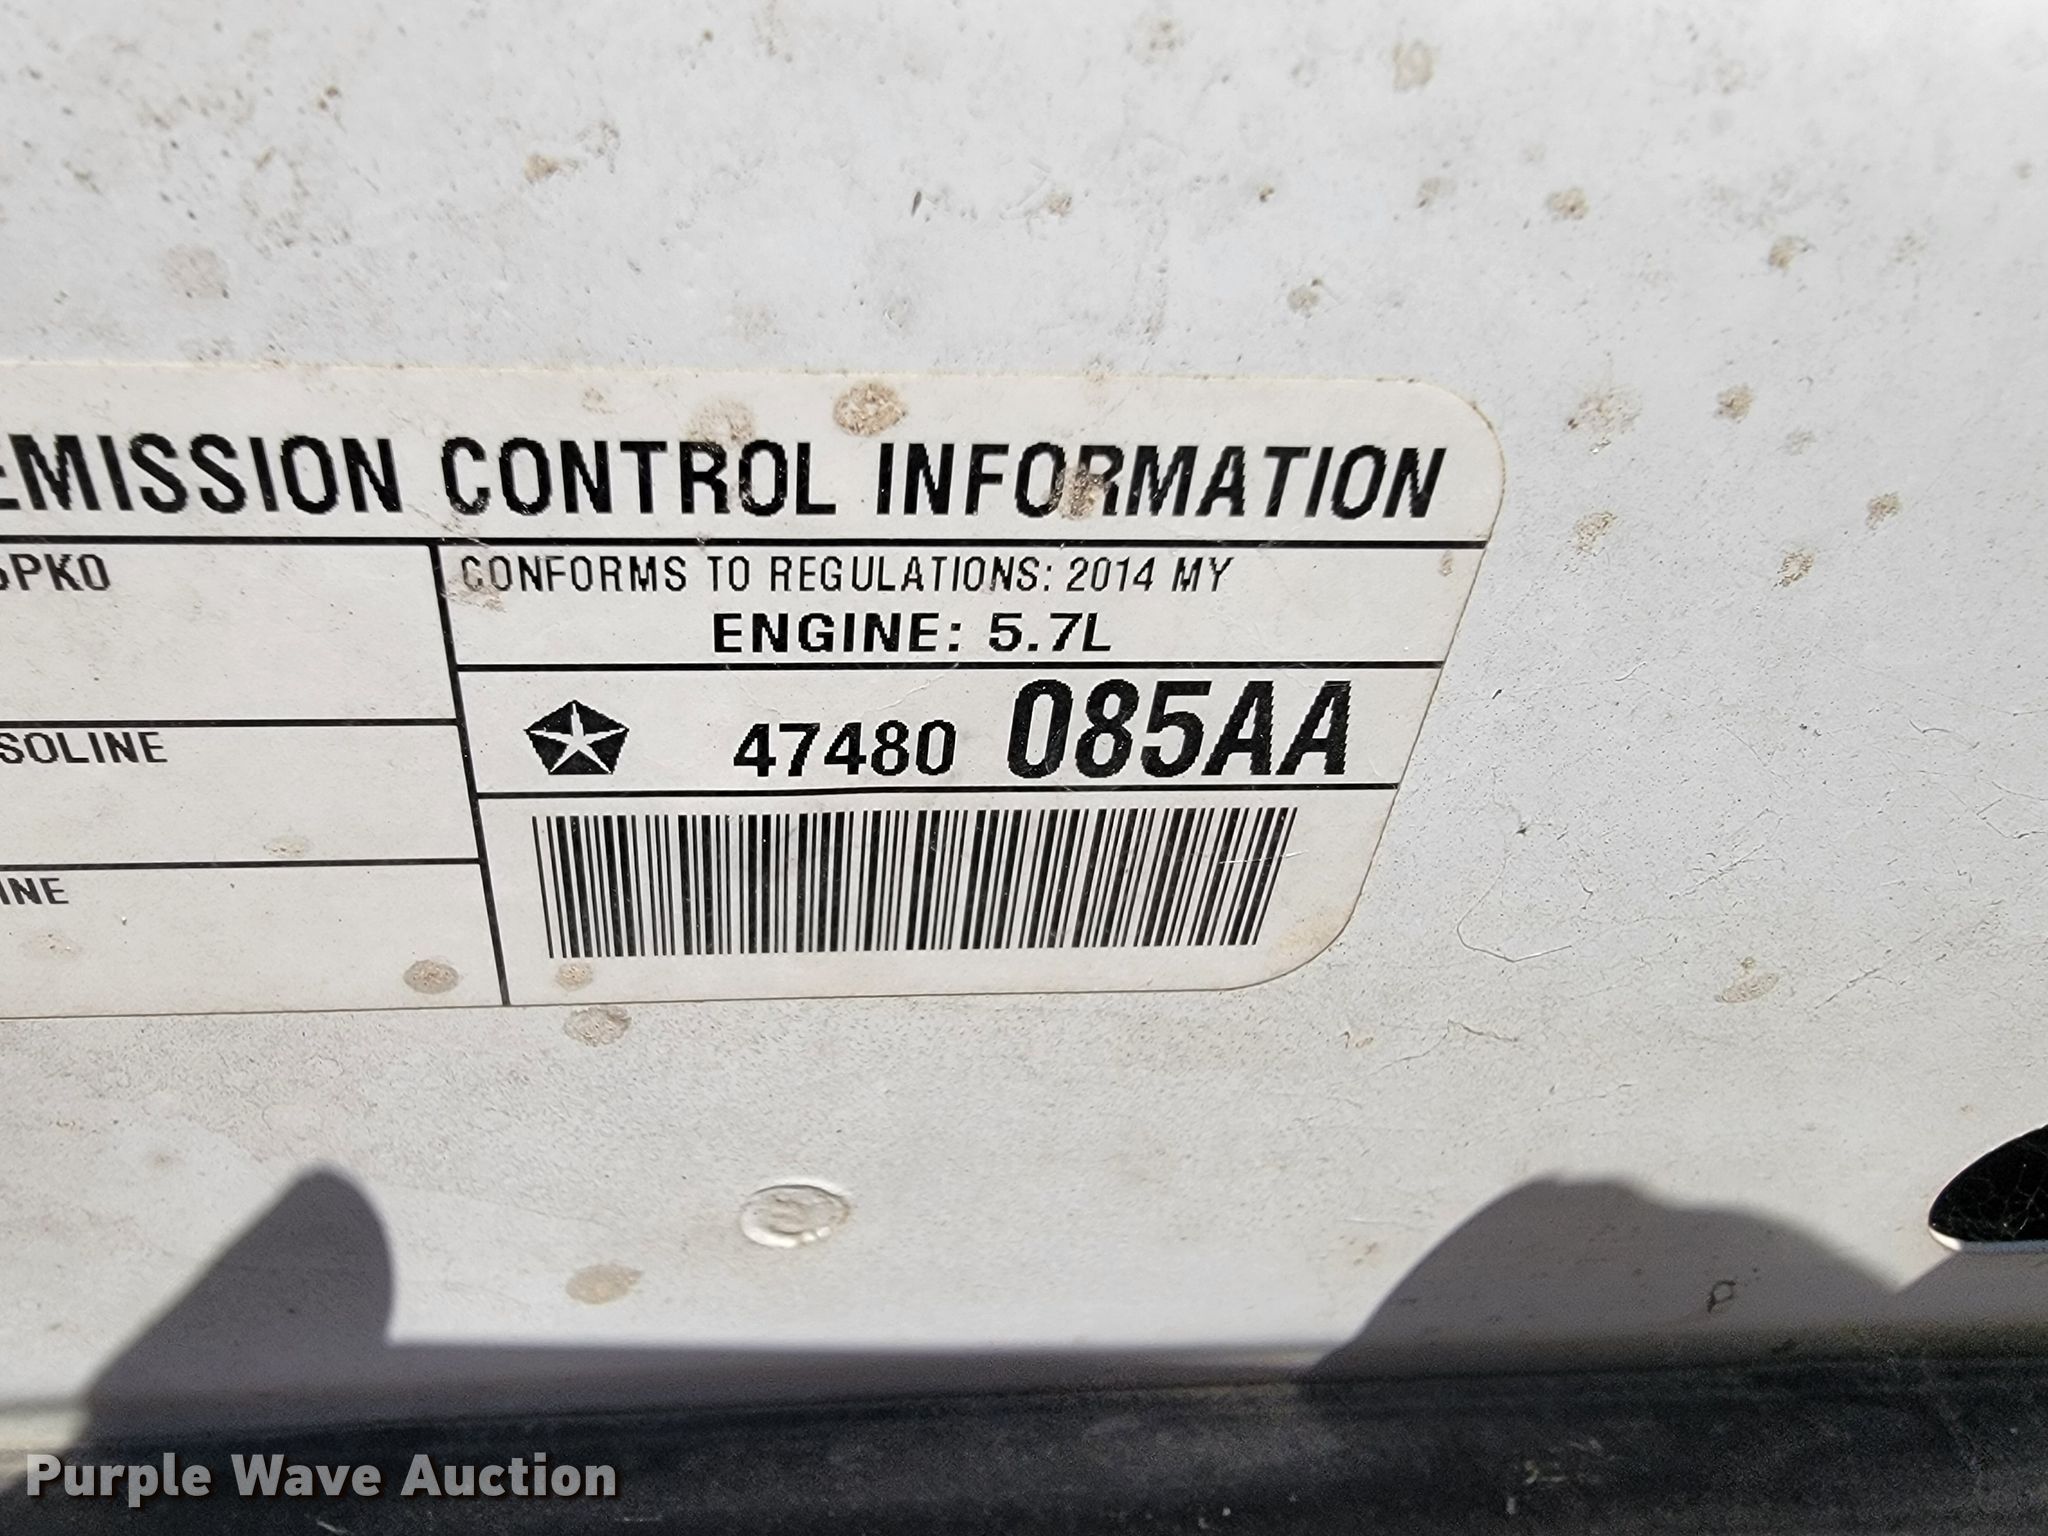 EMISSION CONTROL INFORMATION
PK0
CONFORMS TO REGULATIONS: 2014 MY
ENGINE: 5.7L
SOLINE
47480 085AA
INE
Purple Wave Auction